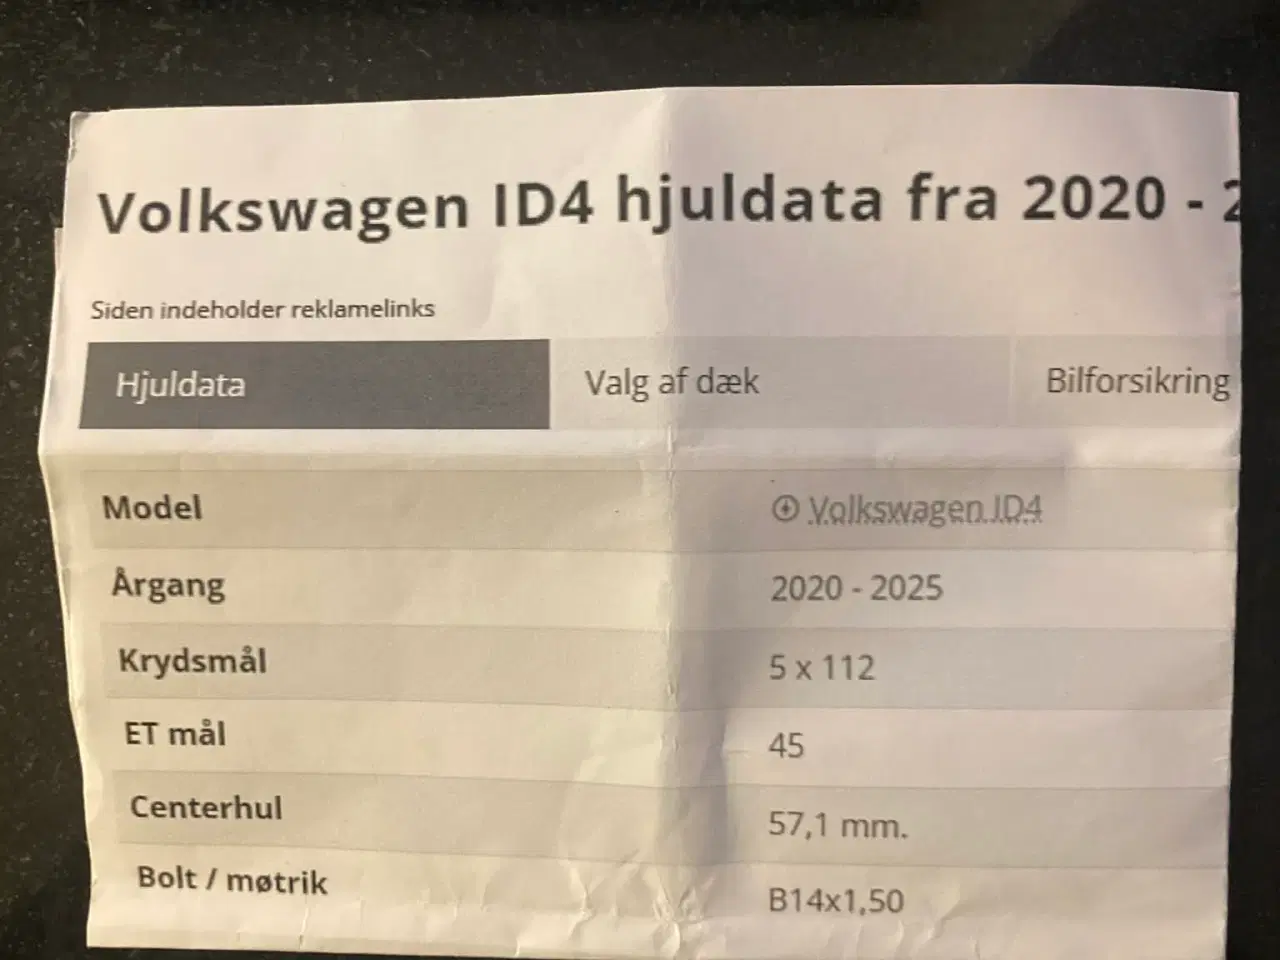 Volkswagen ID4 hjuldata fra 2020 - 2
Siden indeholder reklamelinks
Hjuldata Valg af dæk Bilforsikring
Model Volkswagen ID4
Årgang 2020 - 2025
Krydsmål 5 x 112
ET mål 45
Centerhul 57,1 mm.
Bolt / møtrik B14x1,50